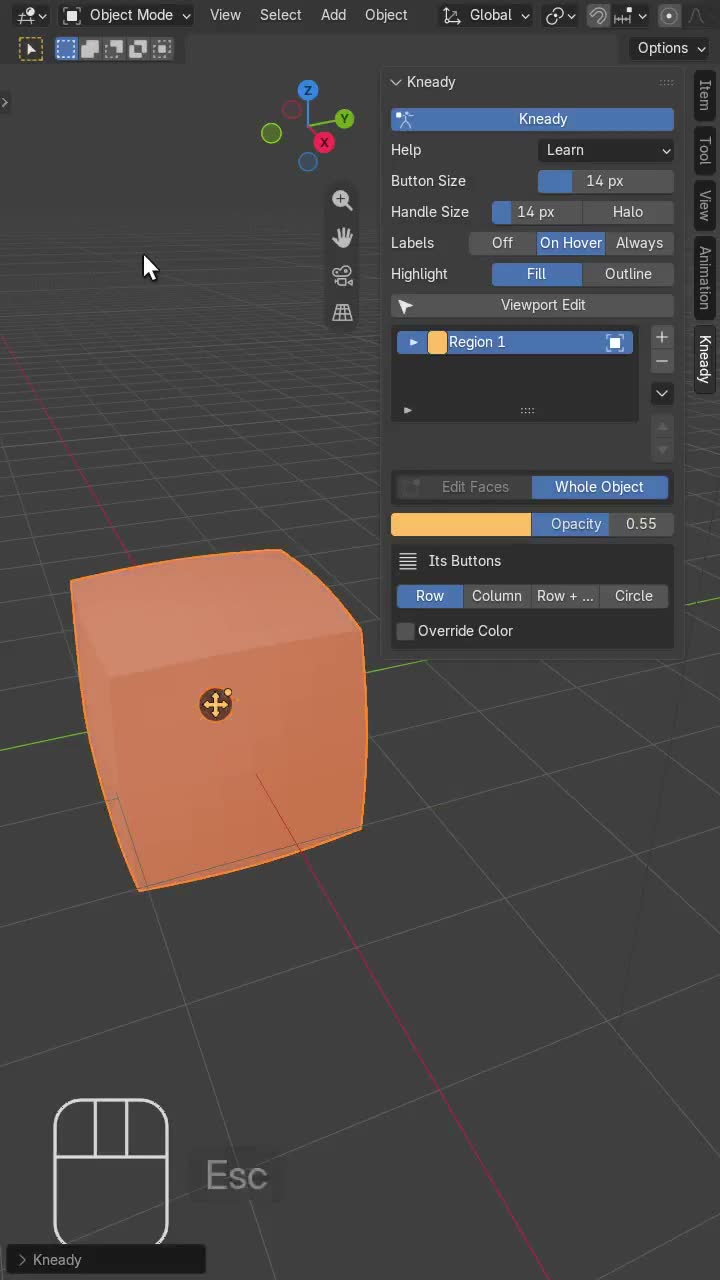 Object Mode View Select Add Object Global
Options
Kneady
Kneady
Help Learn
Button Size 14 px
Handle Size 14 px Halo
Labels Off On Hover Always
Highlight Fill Outline
Viewport Edit
Region 1
Edit Faces Whole Object
Opacity 0.55
Its Buttons
Row Column Row + ... Circle
Override Color
Item
Tool
View
Animation
Kneady
Z
Y
X
Esc
Kneady